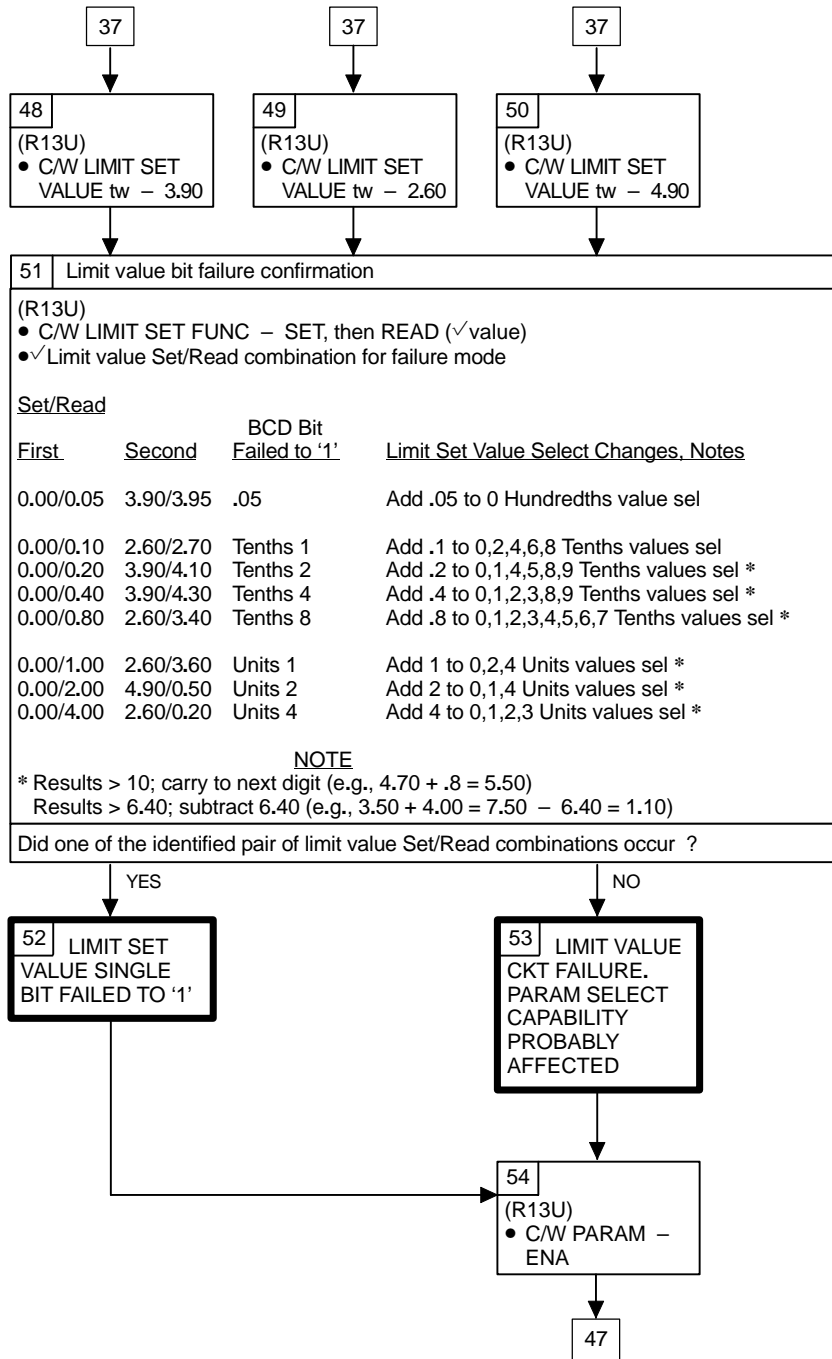 37
37
37
48
(R13U)
• C/W LIMIT SET
VALUE tw – 3.90
49
(R13U)
• C/W LIMIT SET
VALUE tw – 2.60
50
(R13U)
• C/W LIMIT SET
VALUE tw – 4.90
51 Limit value bit failure confirmation
(R13U)
• C/W LIMIT SET FUNC – SET, then READ (√value)
•√Limit value Set/Read combination for failure mode
Set/Read
BCD Bit
First Second Failed to ‘1’ Limit Set Value Select Changes, Notes
0.00/0.05 3.90/3.95 .05 Add .05 to 0 Hundredths value sel
0.00/0.10 2.60/2.70 Tenths 1 Add .1 to 0,2,4,6,8 Tenths values sel
0.00/0.20 3.90/4.10 Tenths 2 Add .2 to 0,1,4,5,8,9 Tenths values sel *
0.00/0.40 3.90/4.30 Tenths 4 Add .4 to 0,1,2,3,8,9 Tenths values sel *
0.00/0.80 2.60/3.40 Tenths 8 Add .8 to 0,1,2,3,4,5,6,7 Tenths values sel *
0.00/1.00 2.60/3.60 Units 1 Add 1 to 0,2,4 Units values sel *
0.00/2.00 4.90/0.50 Units 2 Add 2 to 0,1,4 Units values sel *
0.00/4.00 2.60/0.20 Units 4 Add 4 to 0,1,2,3 Units values sel *
NOTE
* Results > 10; carry to next digit (e.g., 4.70 + .8 = 5.50)
Results > 6.40; subtract 6.40 (e.g., 3.50 + 4.00 = 7.50 – 6.40 = 1.10)
Did one of the identified pair of limit value Set/Read combinations occur ?
YES
NO
52 LIMIT SET
VALUE SINGLE
BIT FAILED TO ‘1’
53 LIMIT VALUE
CKT FAILURE.
PARAM SELECT
CAPABILITY
PROBABLY
AFFECTED
54
(R13U)
• C/W PARAM –
ENA
47